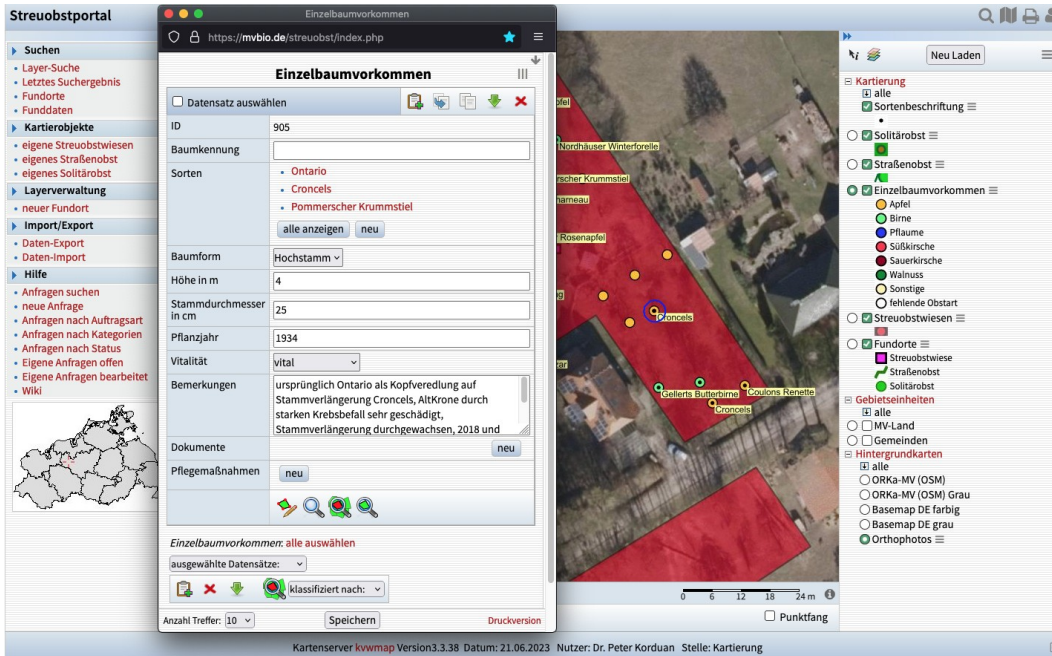 Streuobstportal
Suchen
Layer-Suche
Letztes Suchergebnis
Fundorte
Funddaten
Kartierobjekte
eigene Streuobstwiesen
eigenes Straßenobst
eigenes Solitärobst
Layerverwaltung
neuer Fundort
Import/Export
Daten-Export
Daten-Import
Hilfe
Anfragen suchen
neue Anfrage
Anfragen nach Auftragsart
Anfragen nach Kategorien
Anfragen nach Status
Eigene Anfragen offen
Eigene Anfragen bearbeitet
Wiki
Einzelbaumvorkommen
https://mvbio.de/streuobst/index.php
Einzelbaumvorkommen
Datensatz auswählen
ID 905
Baumkennung
Sorten
Ontario
Croncels
Pommerscher Krummstiel
alle anzeigen neu
Baumform Hochstamm
Höhe in m 4
Stammdurchmesser in cm 25
Pflanzjahr 1934
Vitalität vital
Bemerkungen
ursprünglich Ontario als Kopfveredlung auf
Stammverlängerung Croncels, AltKrone durch
starken Krebsbefall sehr geschädigt,
Stammverlängerung durchgewachsen, 2018 und
Dokumente neu
Pflegemaßnahmen neu
Einzelbaumvorkommen: alle auswählen
ausgewählte Datensätze:
klassifiziert nach:
Anzahl Treffer: 10 Speichern Druckversion
Nordhäuser Winterforelle
rscher Krummstiel
harneau
Rosenapfel
Croncels
Gellerts Butterbirne
Coulons Renette
Croncels
0 6 12 18 24 m
Punktfang
Neu Laden
Kartierung
alle
Sortenbeschriftung
Solitärobst
Straßenobst
Einzelbaumvorkommen
Apfel
Birne
Pflaume
Süßkirsche
Sauerkirsche
Walnuss
Sonstige
fehlende Obstart
Streuobstwiesen
Fundorte
Streuobstwiese
Straßenobst
Solitärobst
Gebietseinheiten
alle
MV-Land
Gemeinden
Hintergrundkarten
alle
ORKa-MV (OSM)
ORKa-MV (OSM) Grau
Basemap DE farbig
Basemap DE grau
Orthophotos
Kartenserver kvwmap Version3.3.38 Datum: 21.06.2023 Nutzer: Dr. Peter Korduan Stelle: Kartierung